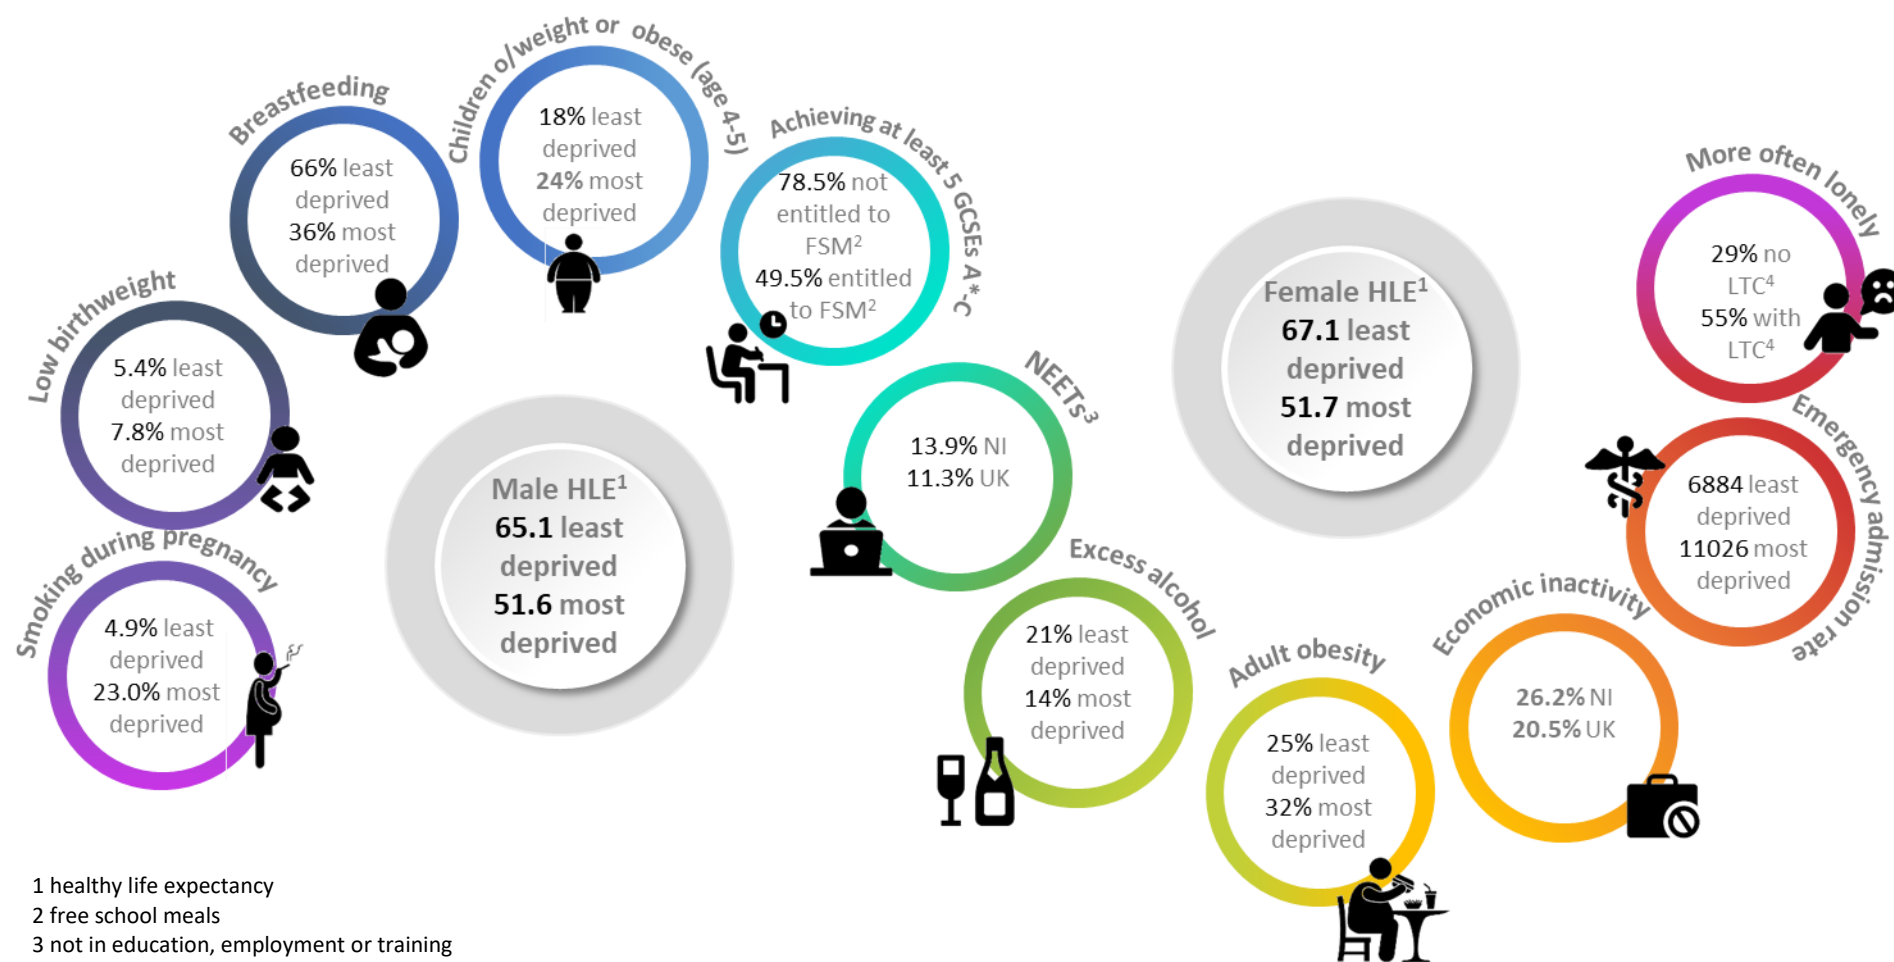 Smoking during pregnancy
4.9% least
deprived
23.0% most
deprived
Low birthweight
5.4% least
deprived
7.8% most
deprived
Breastfeeding
66% least
deprived
36% most
deprived
Children o/weight or obese (age 4-5)
18% least
deprived
24% most
deprived
Achieving at least 5 GCSEs A*-C
78.5% not
entitled to
FSM²
49.5% entitled
to FSM²
Male HLE¹
65.1 least
deprived
51.6 most
deprived
NEETs³
13.9% NI
11.3% UK
Excess alcohol
21% least
deprived
14% most
deprived
Adult obesity
25% least
deprived
32% most
deprived
Female HLE¹
67.1 least
deprived
51.7 most
deprived
Economic inactivity
26.2% NI
20.5% UK
Emergency admission rate
6884 least
deprived
11026 most
deprived
More often lonely
29% no
LTC⁴
55% with
LTC⁴
1 healthy life expectancy
2 free school meals
3 not in education, employment or training